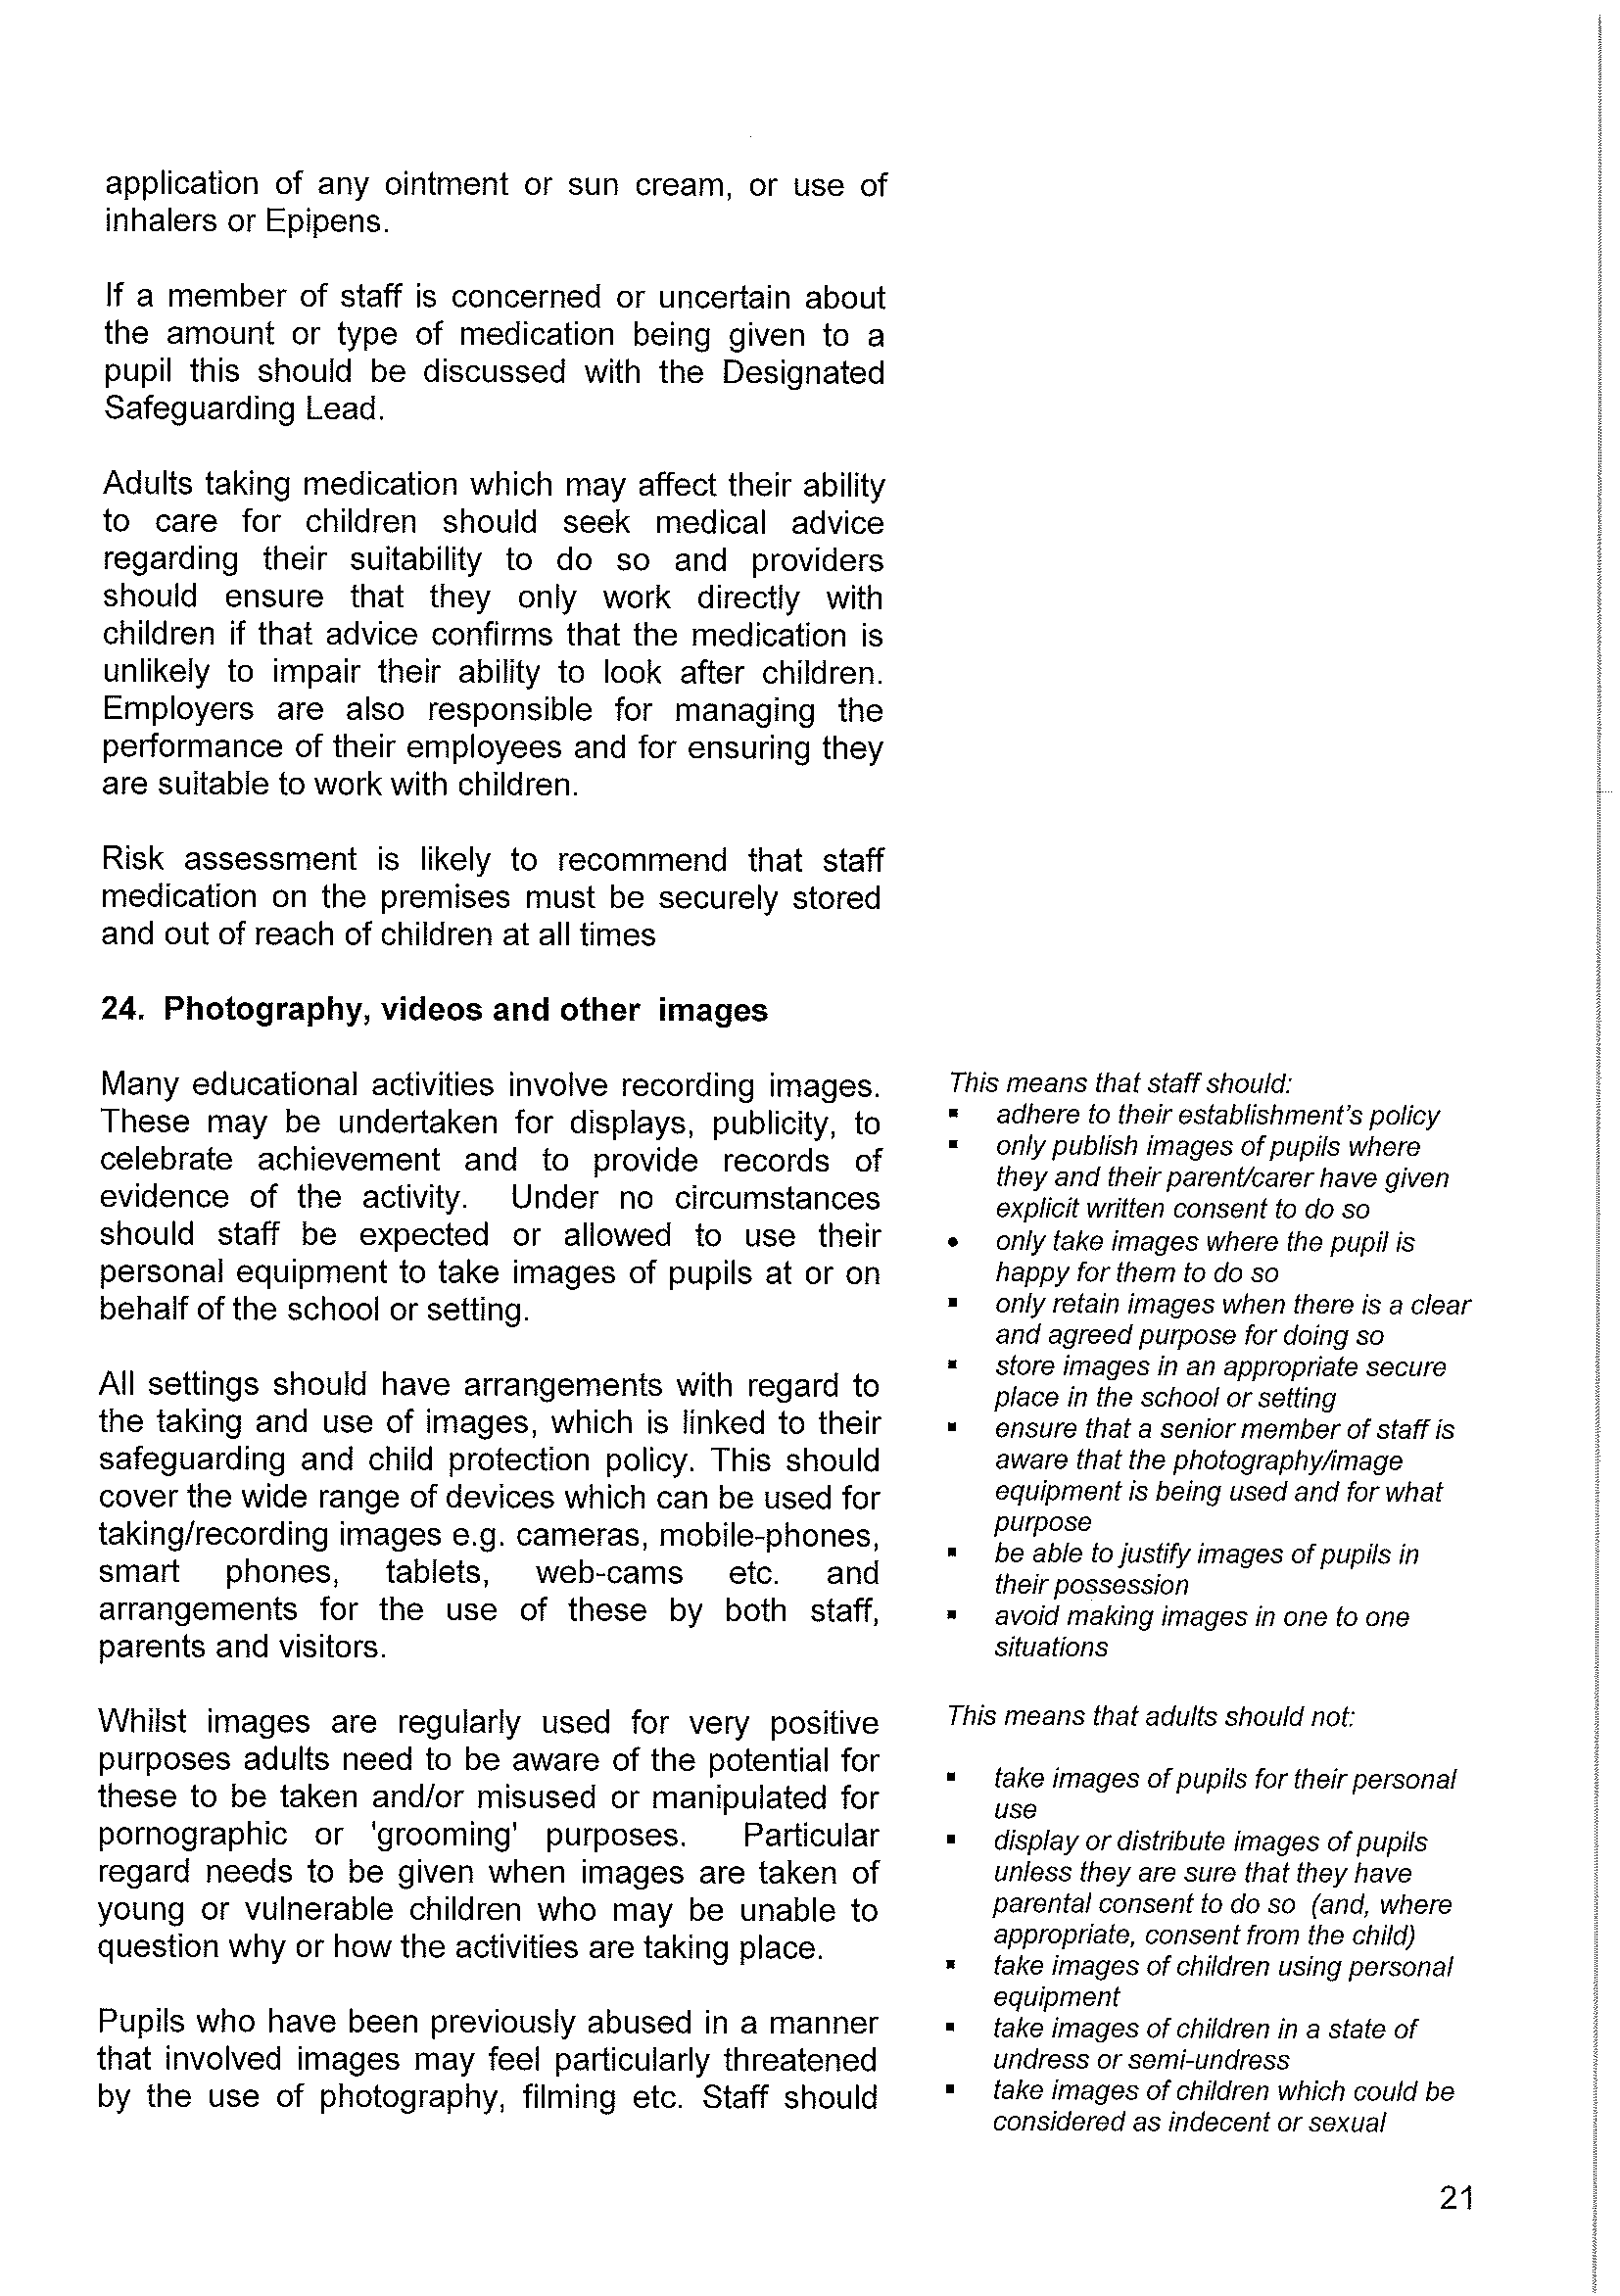 application of any ointment or sun cream, or use of
inhalers or Epipens.
If a member of staff is concerned or uncertain about
the amount or type of medication being given to a
pupil this should be discussed with the Designated
Safeguarding Lead.
Adults taking medication which may affect their ability
to care for children should seek medical advice
regarding their suitability to do so and providers
should ensure that they only work directly with
children if that advice confirms that the medication is
unlikely to impair their ability to look after children.
Employers are also responsible for managing the
performance of their employees and for ensuring they
are suitable to work with children.
Risk assessment is likely to recommend that staff
medication on the premises must be securely stored
and out of reach of children at all times
24. Photography, videos and other images
Many educational activities involve recording images.
These may be undertaken for displays, publicity, to
celebrate achievement and to provide records of
evidence of the activity. Under no circumstances
should staff be expected or allowed to use their
personal equipment to take images of pupils at or on
behalf of the school or setting.
All settings should have arrangements with regard to
the taking and use of images, which is linked to their
safeguarding and child protection policy. This should
cover the wide range of devices which can be used for
taking/recording images e.g. cameras, mobile-phones,
smart phones, tablets, web-cams etc. and
arrangements for the use of these by both staff,
parents and visitors.
Whilst images are regularly used for very positive
purposes adults need to be aware of the potential for
these to be taken and/or misused or manipulated for
pornographic or 'grooming' purposes. Particular
regard needs to be given when images are taken of
young or vulnerable children who may be unable to
question why or how the activities are taking place.
Pupils who have been previously abused in a manner
that involved images may feel particularly threatened
by the use of photography, filming etc. Staff should
This means that staff should:
▪ adhere to their establishment's policy
▪ only publish images of pupils where
they and their parent/carer have given
explicit written consent to do so
• only take images where the pupil is
happy for them to do so
▪ only retain images when there is a clear
and agreed purpose for doing so
▪ store images in an appropriate secure
place in the school or setting
▪ ensure that a senior member of staff is
aware that the photography/image
equipment is being used and for what
purpose
▪ be able to justify images of pupils in
their possession
▪ avoid making images in one to one
situations
This means that adults should not:
▪ take images of pupils for their personal
use
▪ display or distribute images of pupils
unless they are sure that they have
parental consent to do so (and, where
appropriate, consent from the child)
▪ take images of children using personal
equipment
▪ take images of children in a state of
undress or semi-undress
▪ take images of children which could be
considered as indecent or sexual
21